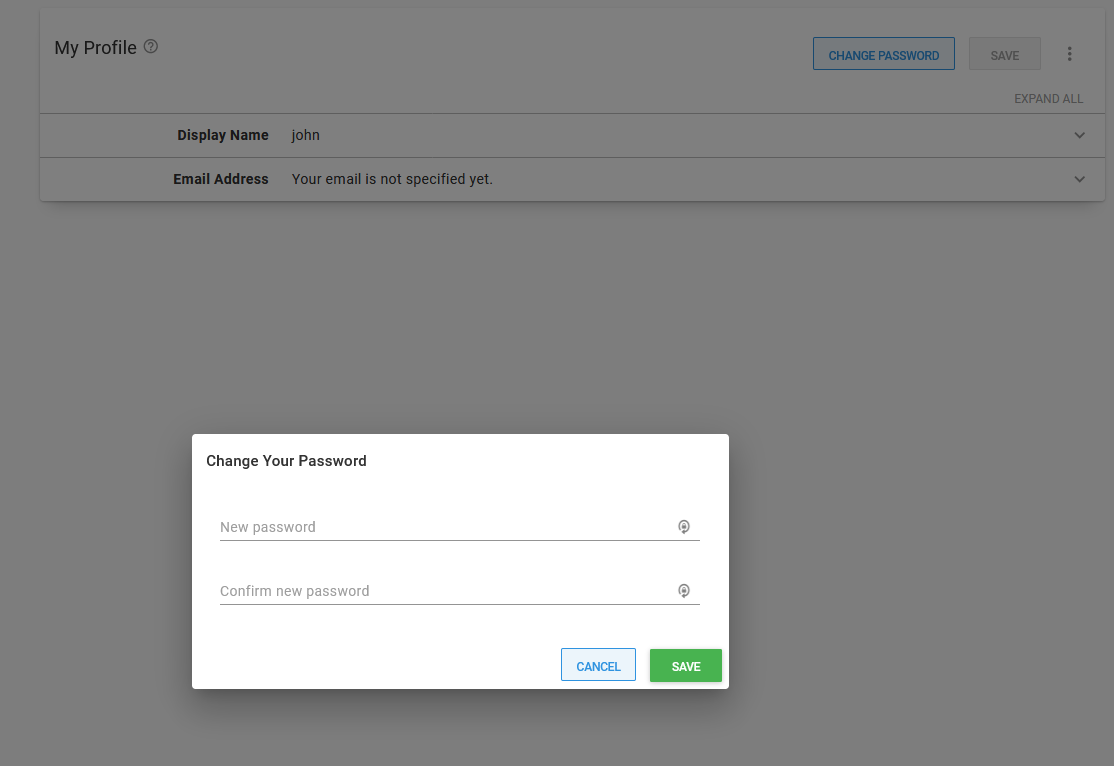 My Profile
CHANGE PASSWORD
SAVE
EXPAND ALL
Display Name john
Email Address Your email is not specified yet.
Change Your Password
New password
Confirm new password
CANCEL
SAVE